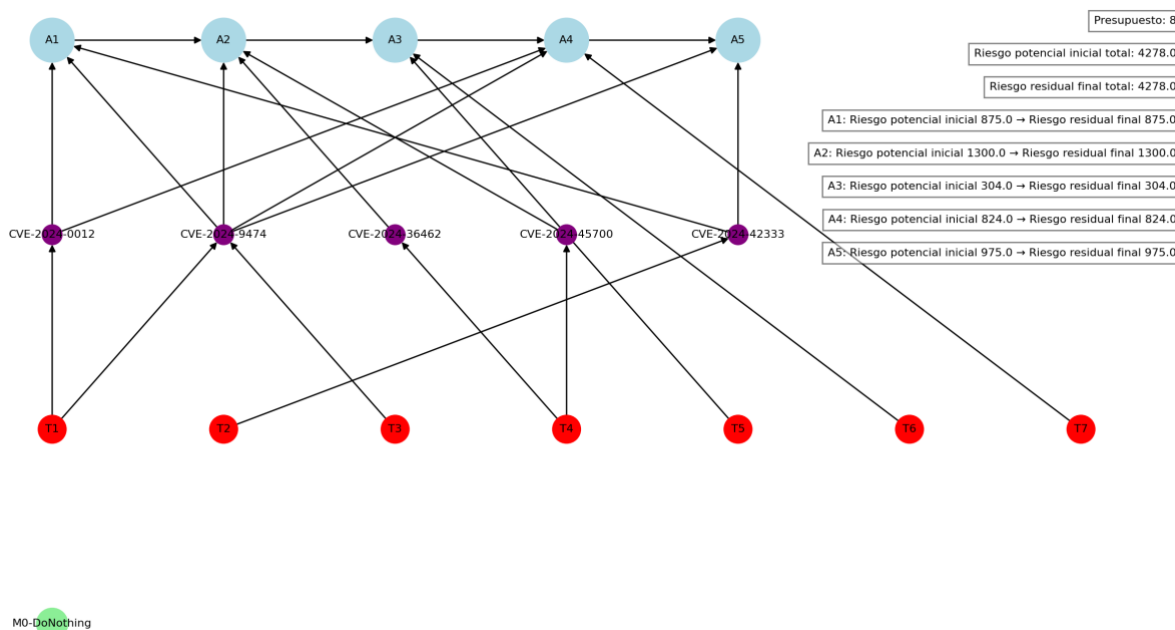 A1
A2
A3
A4
A5
Presupuesto: 8
Riesgo potencial inicial total: 4278.0
Riesgo residual final total: 4278.0
A1: Riesgo potencial inicial 875.0 → Riesgo residual final 875.0
A2: Riesgo potencial inicial 1300.0 → Riesgo residual final 1300.0
A3: Riesgo potencial inicial 304.0 → Riesgo residual final 304.0
A4: Riesgo potencial inicial 824.0 → Riesgo residual final 824.0
A5: Riesgo potencial inicial 975.0 → Riesgo residual final 975.0
CVE-2024-0012
CVE-2024-9474
CVE-2024-36462
CVE-2024-45700
CVE-2024-42333
T1
T2
T3
T4
T5
T6
T7
M0-DoNothing